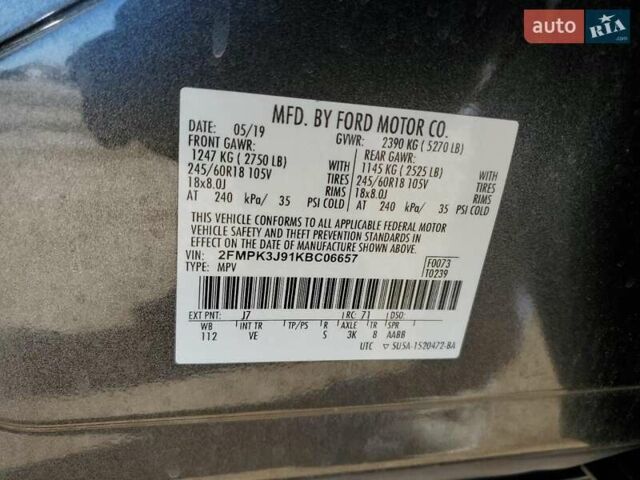 auto RIA
.com
MFD. BY FORD MOTOR CO.
DATE: 05/19 GVWR: 2390 KG ( 5270 LB)
FRONT GAWR: REAR GAWR:
1247 KG ( 2750 LB) WITH 1145 KG ( 2525 LB) WITH
245/60R18 105V TIRES 245/60R18 105V TIRES
18x8.0J RIMS 18x8.0J RIMS
AT 240 kPa/ 35 PSI COLD AT 240 kPa/ 35 PSI COLD
THIS VEHICLE CONFORMS TO ALL APPLICABLE FEDERAL MOTOR
VEHICLE SAFETY AND THEFT PREVENTION STANDARDS IN
EFFECT ON THE DATE OF MANUFACTURE SHOWN ABOVE.
VIN: 2FMPK3J91KBC06657 F0073
TYPE: MPV T0239
EXT PNT: J7 RC: 71 DSO:
WB INT TR TP/PS R AXLE TR SPR
112 VE S 3K 8 AABB
UTC ▽ 5U5A-1520472-BA